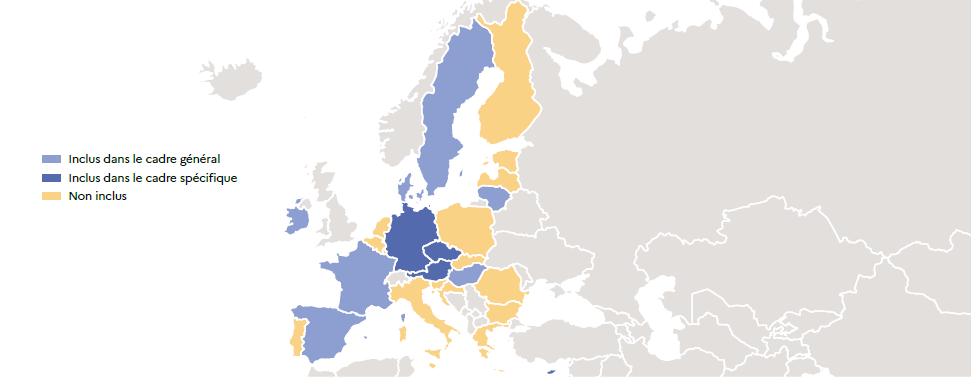 Inclus dans le cadre général
Inclus dans le cadre spécifique
Non inclus